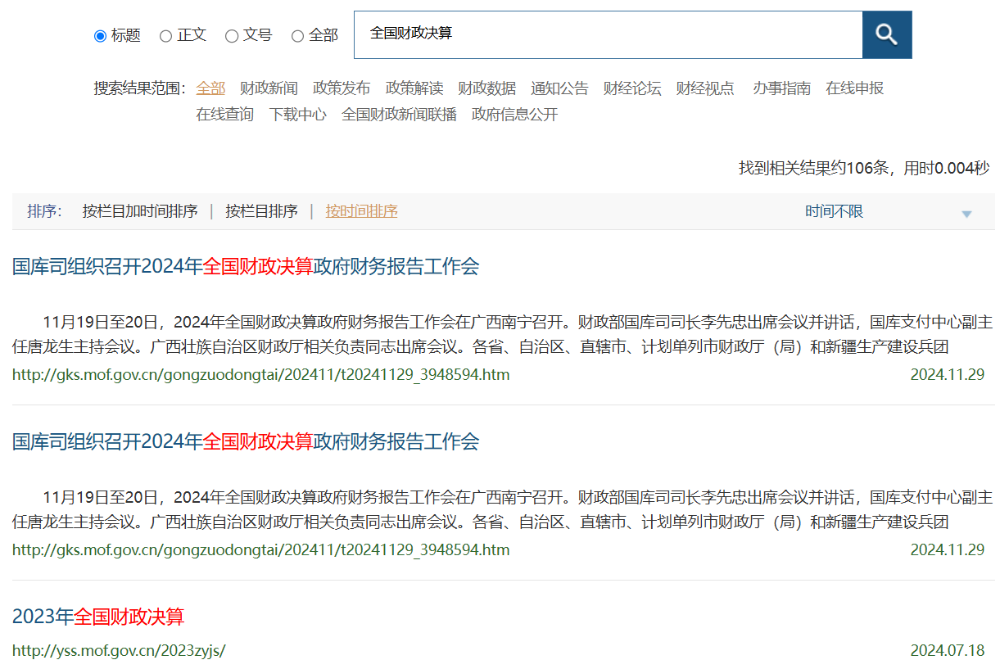 标题 正文 文号 全部 全国财政决算
搜索结果范围： 全部 财政新闻 政策发布 政策解读 财政数据 通知公告 财经论坛 财经视点 办事指南 在线申报
在线查询 下载中心 全国财政新闻联播 政府信息公开
找到相关结果约106条，用时0.004秒
排序： 按栏目加时间排序 | 按栏目排序 | 按时间排序 时间不限
国库司组织召开2024年全国财政决算政府财务报告工作会
11月19日至20日，2024年全国财政决算政府财务报告工作会在广西南宁召开。财政部国库司司长李先忠出席会议并讲话，国库支付中心副主
任唐龙生主持会议。广西壮族自治区财政厅相关负责同志出席会议。各省、自治区、直辖市、计划单列市财政厅（局）和新疆生产建设兵团
http://gks.mof.gov.cn/gongzuodongtai/202411/t20241129_3948594.htm 2024.11.29
国库司组织召开2024年全国财政决算政府财务报告工作会
11月19日至20日，2024年全国财政决算政府财务报告工作会在广西南宁召开。财政部国库司司长李先忠出席会议并讲话，国库支付中心副主
任唐龙生主持会议。广西壮族自治区财政厅相关负责同志出席会议。各省、自治区、直辖市、计划单列市财政厅（局）和新疆生产建设兵团
http://gks.mof.gov.cn/gongzuodongtai/202411/t20241129_3948594.htm 2024.11.29
2023年全国财政决算
http://yss.mof.gov.cn/2023zyjs/ 2024.07.18